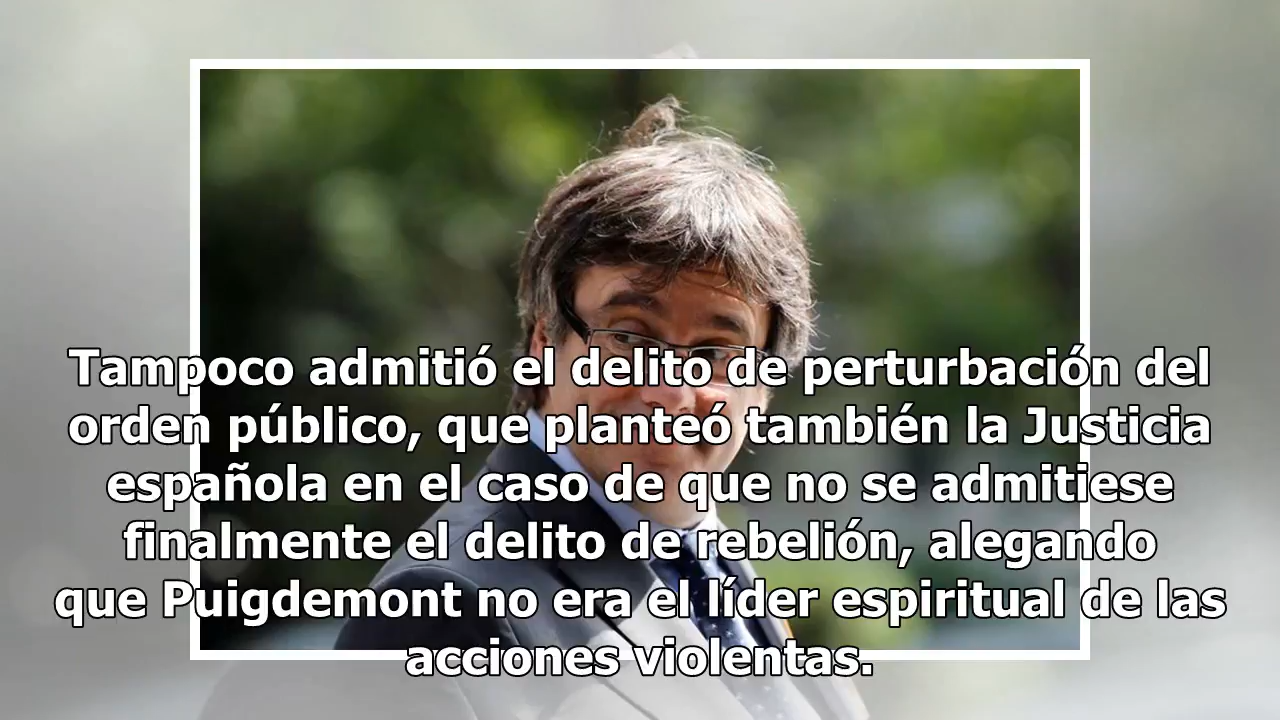 Tampoco admitió el delito de perturbación del
orden público, que planteó también la Justicia
española en el caso de que no se admitiese
finalmente el delito de rebelión, alegando
que Puigdemont no era el líder espiritual de las
acciones violentas.